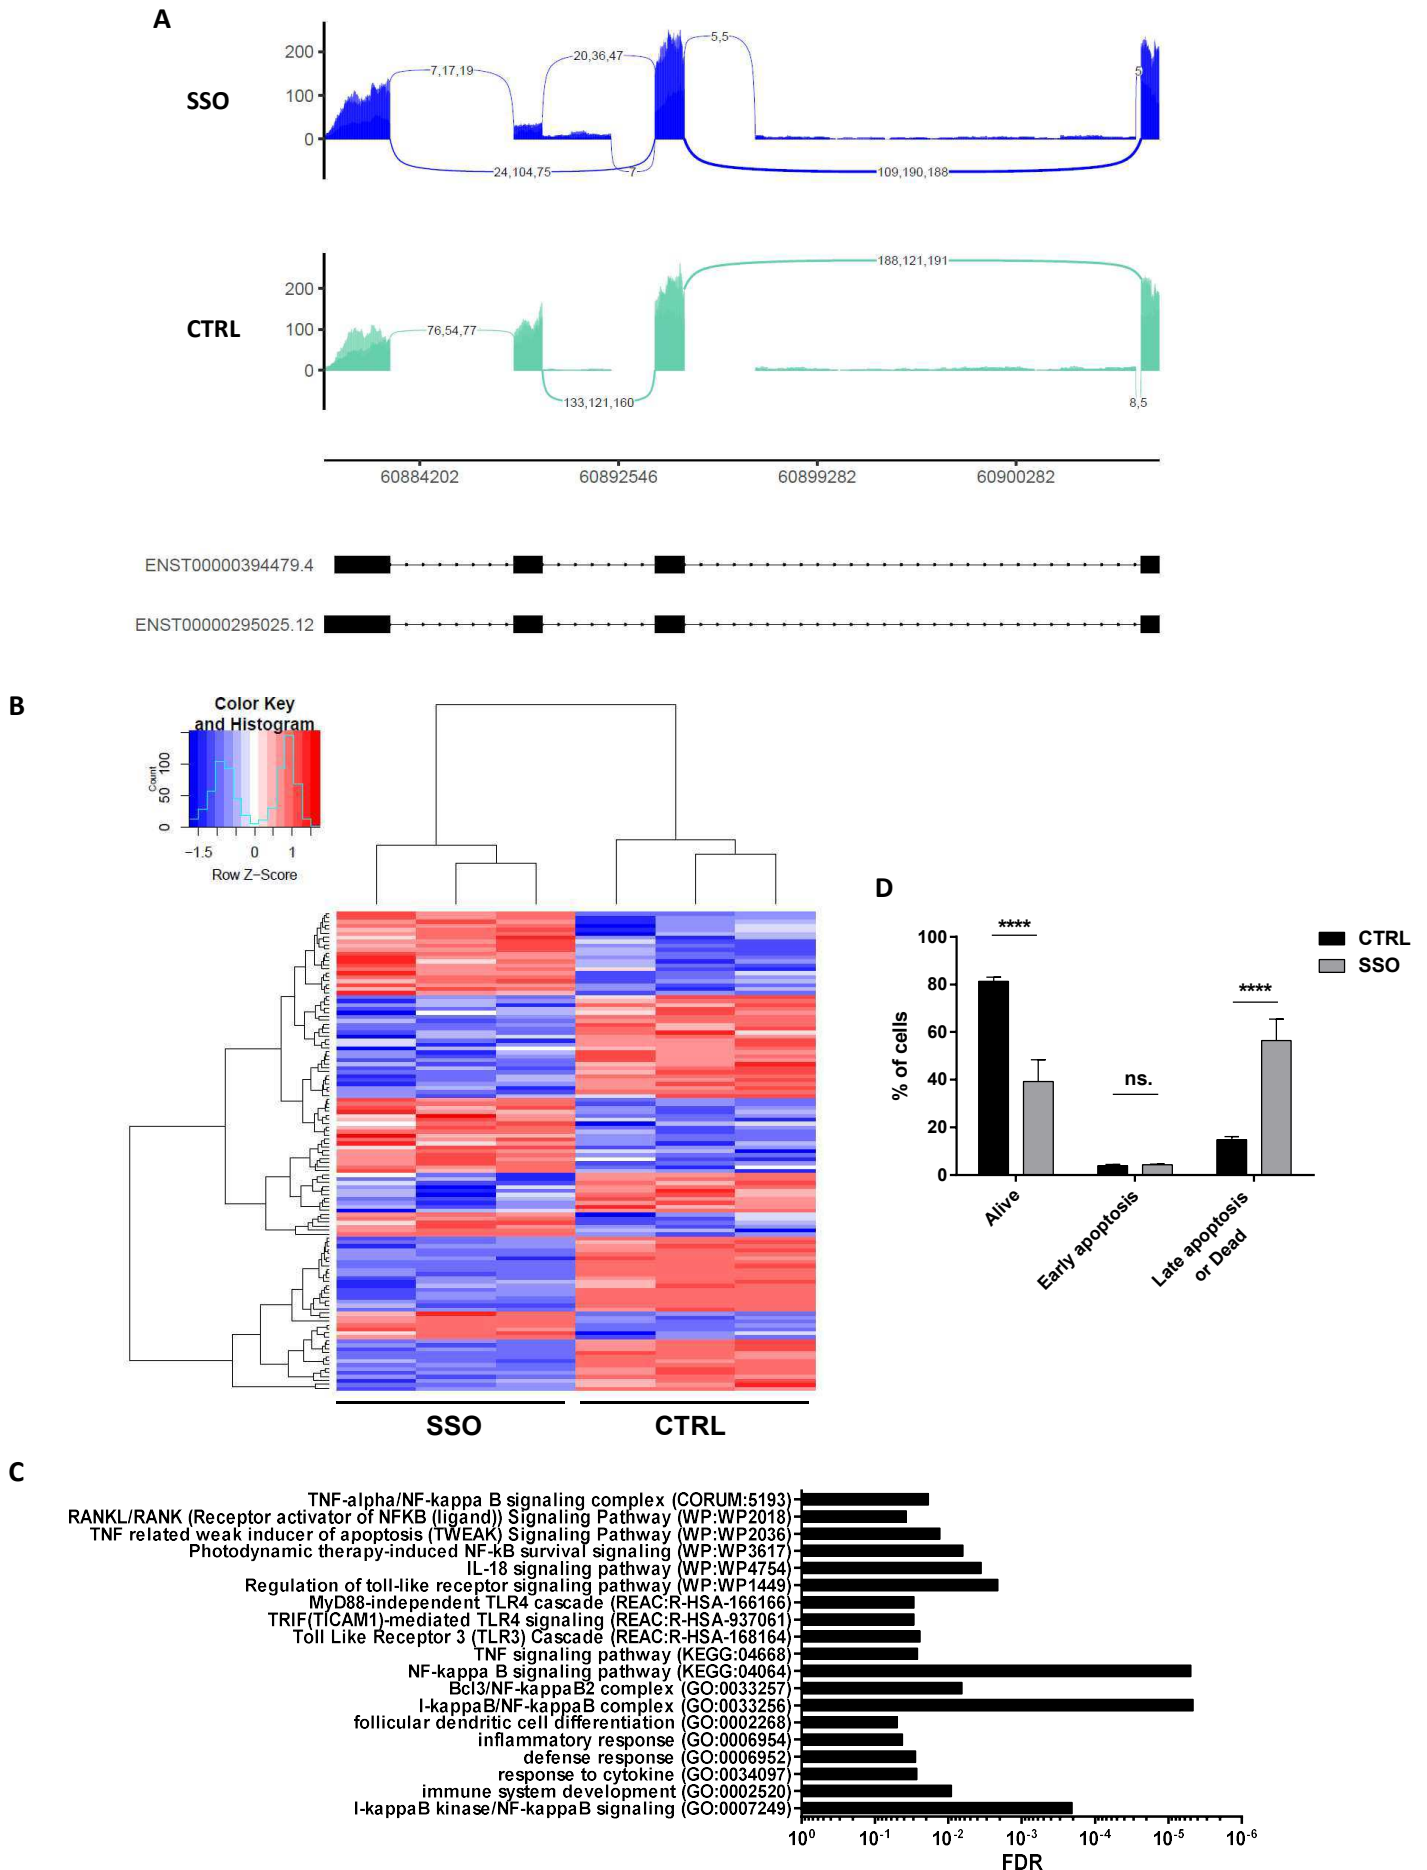 A
SSO
200
100
0
7,17,19
20,36,47
5,5
5
24,104,75
7
109,190,188
CTRL
200
100
0
188,121,191
76,54,77
133,121,160
8,5
60884202 60892546 60899282 60900282
ENST00000394479.4
ENST00000295025.12
B
Color Key
and Histogram
Count
0 50 100
−1.5 0 1
Row Z−Score
SSO CTRL
D
% of cells
100
80
60
40
20
0
****
ns.
****
CTRL
SSO
Alive
Early apoptosis
Late apoptosis
or Dead
C
TNF-alpha/NF-kappa B signaling complex (CORUM:5193)
RANKL/RANK (Receptor activator of NFKB (ligand)) Signaling Pathway (WP:WP2018)
TNF related weak inducer of apoptosis (TWEAK) Signaling Pathway (WP:WP2036)
Photodynamic therapy-induced NF-kB survival signaling (WP:WP3617)
IL-18 signaling pathway (WP:WP4754)
Regulation of toll-like receptor signaling pathway (WP:WP1449)
MyD88-independent TLR4 cascade (REAC:R-HSA-166166)
TRIF(TICAM1)-mediated TLR4 signaling (REAC:R-HSA-937061)
Toll Like Receptor 3 (TLR3) Cascade (REAC:R-HSA-168164)
TNF signaling pathway (KEGG:04668)
NF-kappa B signaling pathway (KEGG:04064)
Bcl3/NF-kappaB2 complex (GO:0033257)
I-kappaB/NF-kappaB complex (GO:0033256)
follicular dendritic cell differentiation (GO:0002268)
inflammatory response (GO:0006954)
defense response (GO:0006952)
response to cytokine (GO:0034097)
immune system development (GO:0002520)
I-kappaB kinase/NF-kappaB signaling (GO:0007249)
10⁰ 10⁻¹ 10⁻² 10⁻³ 10⁻⁴ 10⁻⁵ 10⁻⁶
FDR